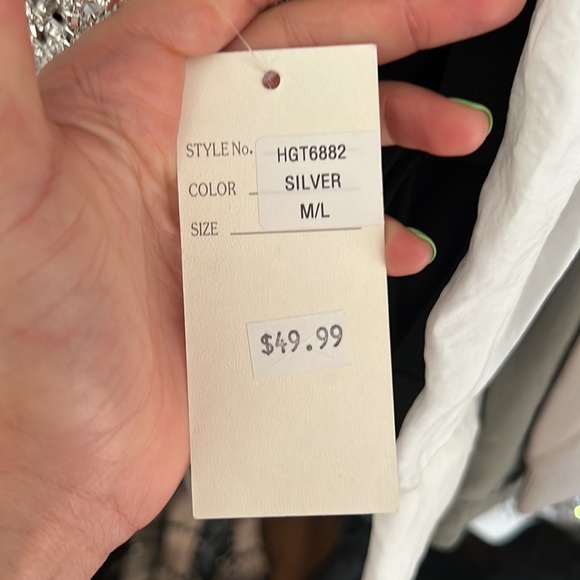 STYLE No. HGT6882
COLOR SILVER
SIZE M/L
$49.99